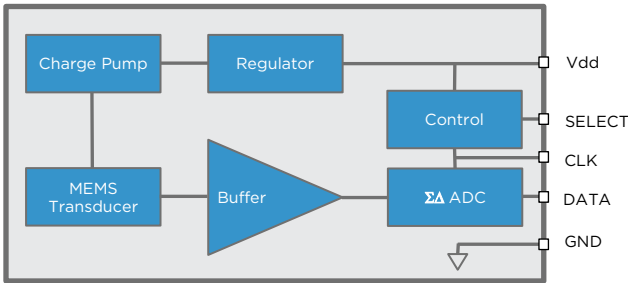 Charge Pump
Regulator
Vdd
Control
SELECT
CLK
MEMS
Transducer
Buffer
ΣΔ ADC
DATA
GND